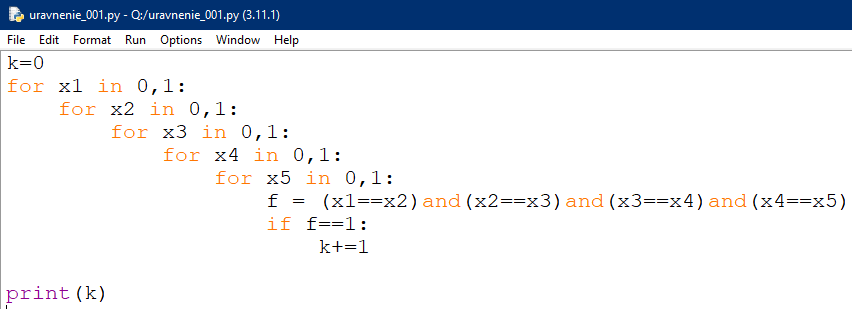 uravnenie_001.py - Q:/uravnenie_001.py (3.11.1)
File Edit Format Run Options Window Help
k=0
for x1 in 0,1:
    for x2 in 0,1:
        for x3 in 0,1:
            for x4 in 0,1:
                for x5 in 0,1:
                    f = (x1==x2)and(x2==x3)and(x3==x4)and(x4==x5)
                    if f==1:
                        k+=1

print(k)